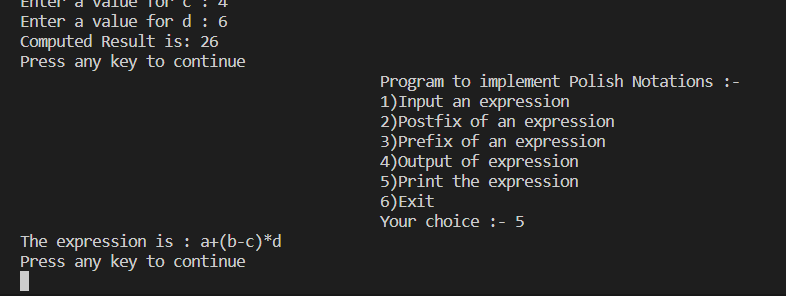 Enter a value for c : 4
Enter a value for d : 6
Computed Result is: 26
Press any key to continue
Program to implement Polish Notations :-
1)Input an expression
2)Postfix of an expression
3)Prefix of an expression
4)Output of expression
5)Print the expression
6)Exit
Your choice :- 5
The expression is : a+(b-c)*d
Press any key to continue